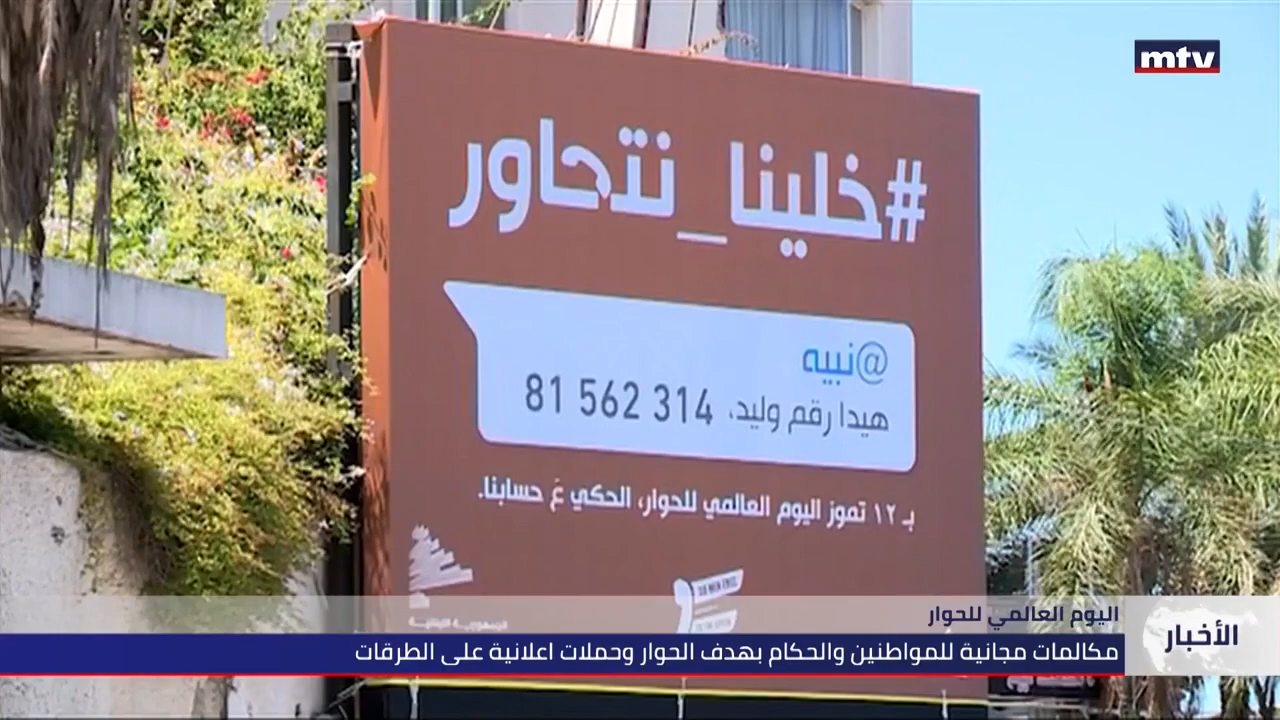 mtv
#خلينا_نتحاور
@نبيه
هيدا رقم وليد، 81 562 314
بـ ١٢ تموز اليوم العالمي للحوار، الحكي عَ حسابنا.
اليوم العالمي للحوار
الأخبار
مكالمات مجانية للمواطنين والحكام بهدف الحوار وحملات اعلانية على الطرقات